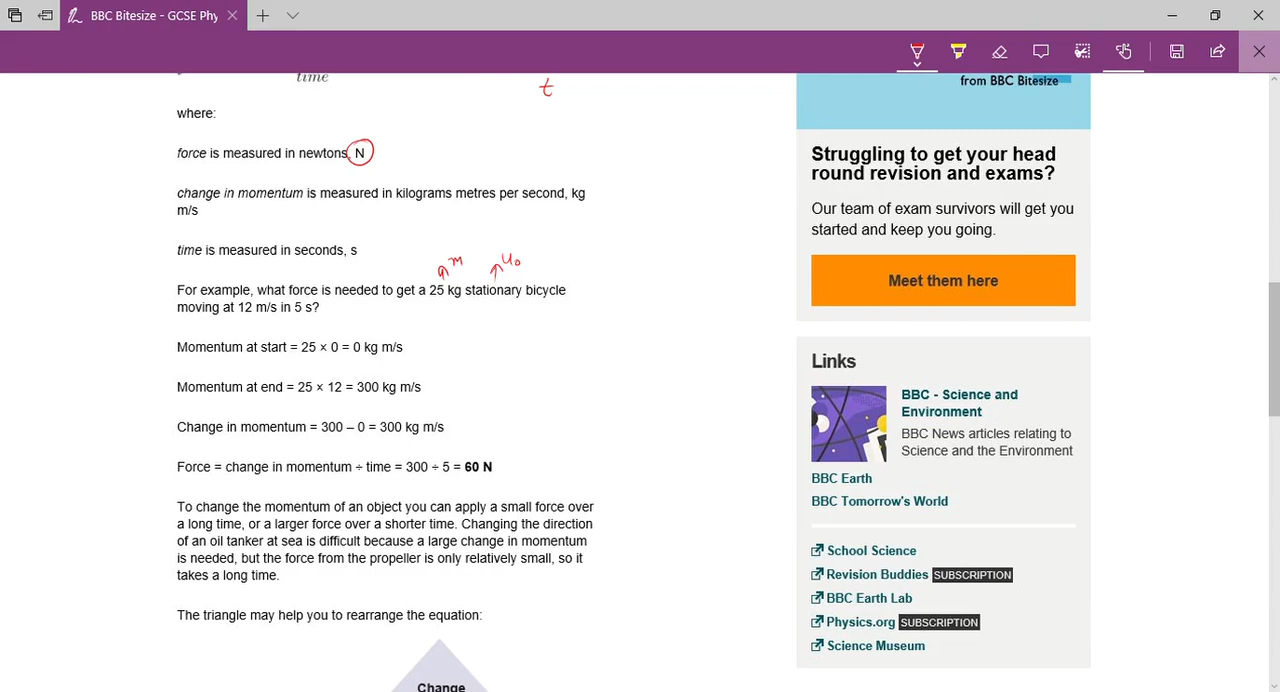 BBC Bitesize - GCSE Phy
time
t
where:
force is measured in newtons, N
change in momentum is measured in kilograms metres per second, kg
m/s
time is measured in seconds, s
m
u₀
For example, what force is needed to get a 25 kg stationary bicycle
moving at 12 m/s in 5 s?
Momentum at start = 25 × 0 = 0 kg m/s
Momentum at end = 25 × 12 = 300 kg m/s
Change in momentum = 300 – 0 = 300 kg m/s
Force = change in momentum ÷ time = 300 ÷ 5 = 60 N
To change the momentum of an object you can apply a small force over
a long time, or a larger force over a shorter time. Changing the direction
of an oil tanker at sea is difficult because a large change in momentum
is needed, but the force from the propeller is only relatively small, so it
takes a long time.
The triangle may help you to rearrange the equation:
Change
from BBC Bitesize
Struggling to get your head
round revision and exams?
Our team of exam survivors will get you
started and keep you going.
Meet them here
Links
BBC - Science and
Environment
BBC News articles relating to
Science and the Environment
BBC Earth
BBC Tomorrow's World
School Science
Revision Buddies SUBSCRIPTION
BBC Earth Lab
Physics.org SUBSCRIPTION
Science Museum